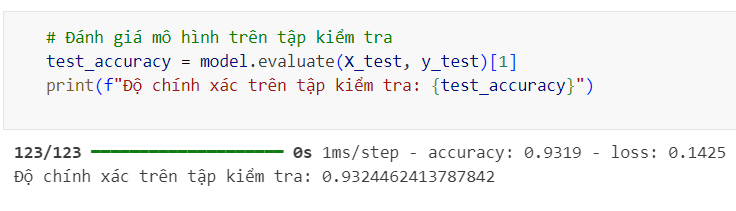 # Đánh giá mô hình trên tập kiểm tra
test_accuracy = model.evaluate(X_test, y_test)[1]
print(f"Độ chính xác trên tập kiểm tra: {test_accuracy}")
123/123 ━━━━━━━━━━━━━━━━━━━━ 0s 1ms/step - accuracy: 0.9319 - loss: 0.1425
Độ chính xác trên tập kiểm tra: 0.9324462413787842